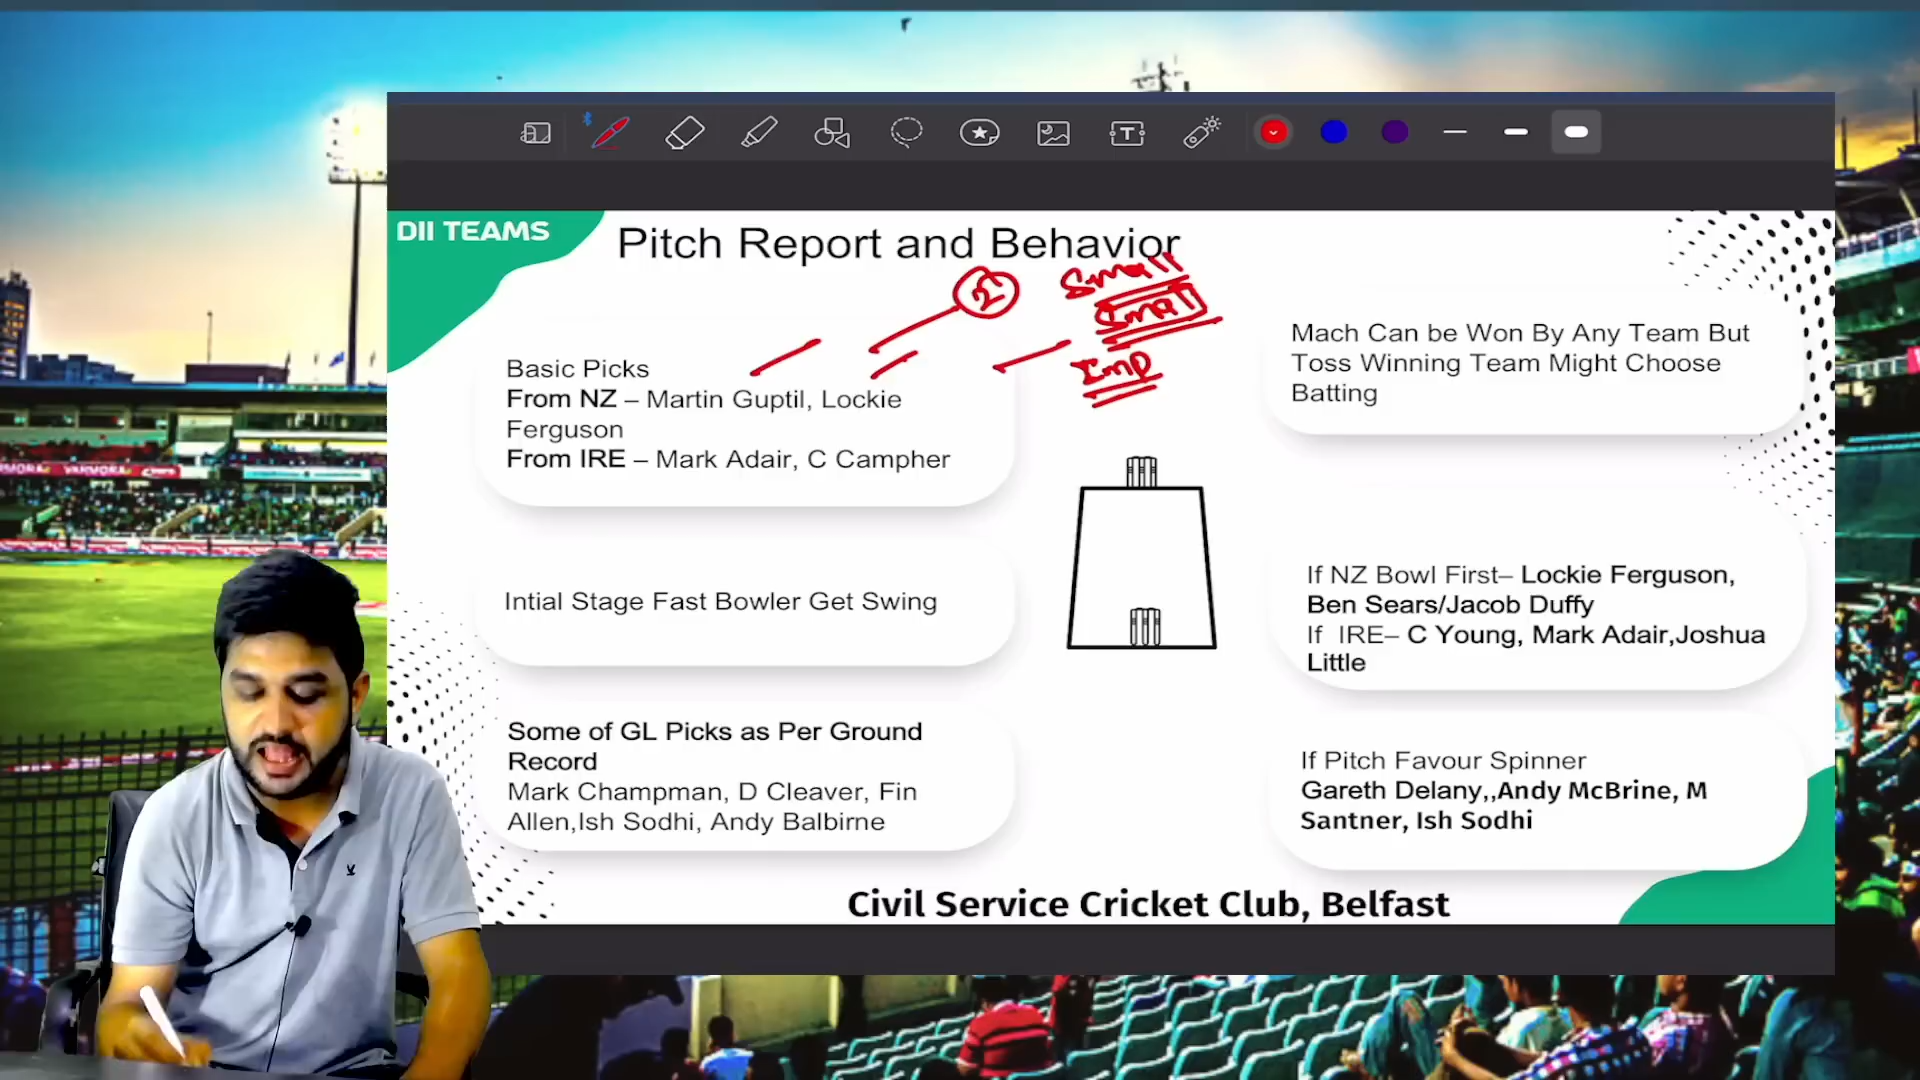 DII TEAMS
Pitch Report and Behavior
Small
Small
Imp
Basic Picks
From NZ – Martin Guptil, Lockie
Ferguson
From IRE – Mark Adair, C Campher
Mach Can be Won By Any Team But
Toss Winning Team Might Choose
Batting
Intial Stage Fast Bowler Get Swing
If NZ Bowl First– Lockie Ferguson,
Ben Sears/Jacob Duffy
If IRE– C Young, Mark Adair,Joshua
Little
Some of GL Picks as Per Ground
Record
Mark Champman, D Cleaver, Fin
Allen,Ish Sodhi, Andy Balbirne
If Pitch Favour Spinner
Gareth Delany,,Andy McBrine, M
Santner, Ish Sodhi
Civil Service Cricket Club, Belfast